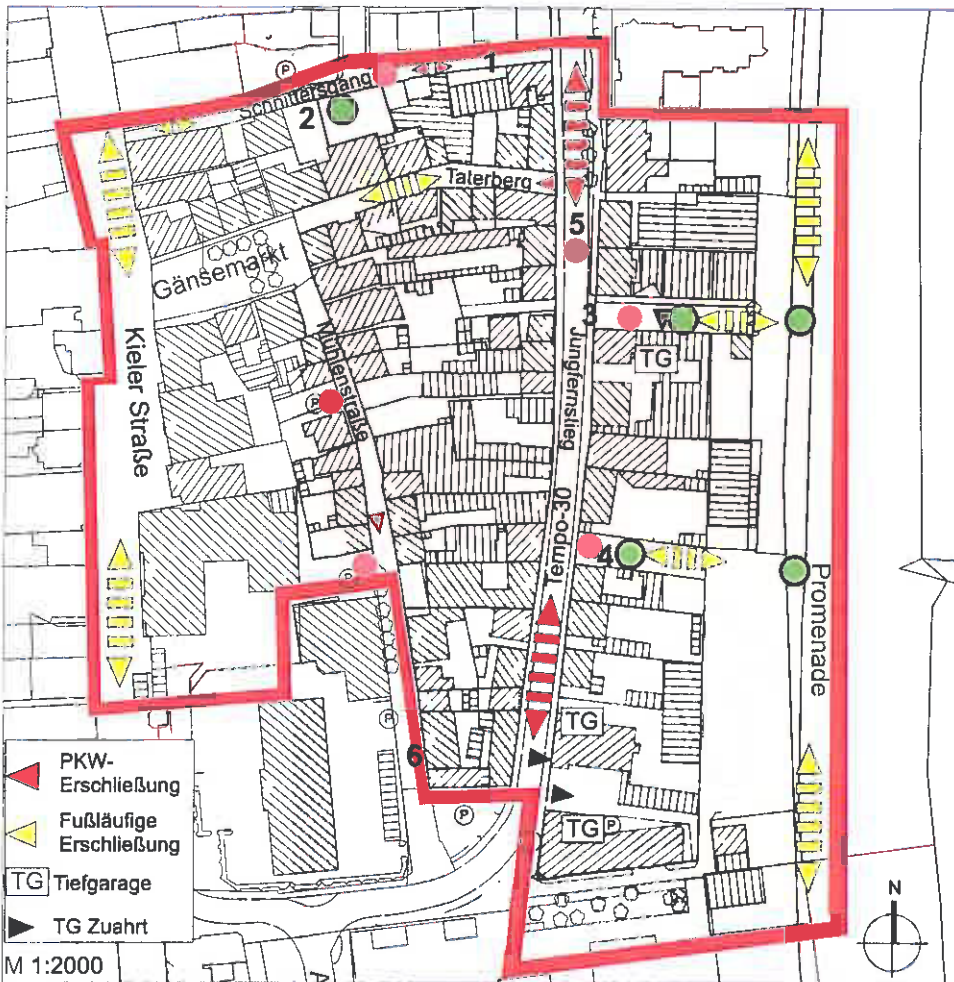 P
1
Schnittersgang
2
Taterberg
5
Gänsemarkt
3
TG
Kieler Straße
Mühlenstraße
P
Jungfernstieg
Tempo-30
4
P
Promenade
TG
P
6
P
TG P
PKW-
Erschließung
Fußläufige
Erschließung
TG Tiefgarage
TG Zuahrt
M 1:2000
N